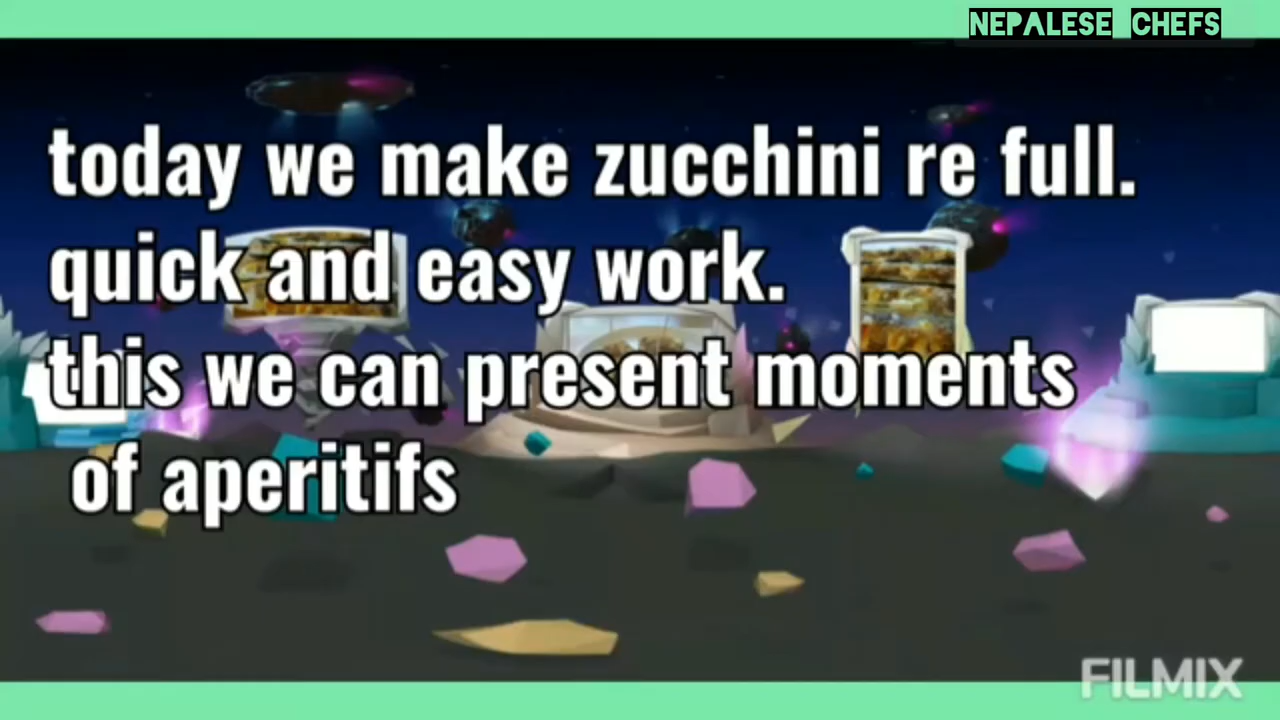 NEPALESE CHEFS
today we make zucchini re full.
quick and easy work.
this we can present moments
of aperitifs
FILMIX